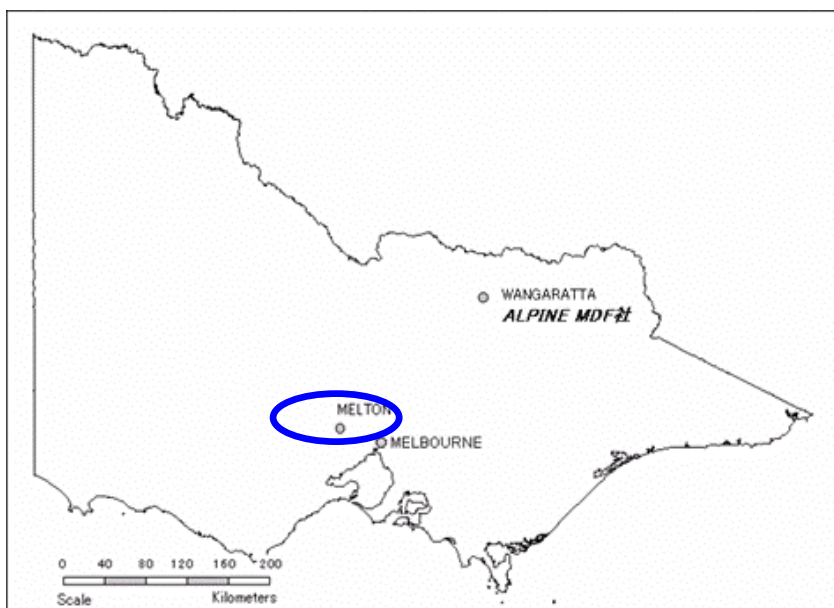 WANGARATTA
ALPINE MDF社
MELTON
MELBOURNE
0 40 80 120 160 200
Scale Kilometers